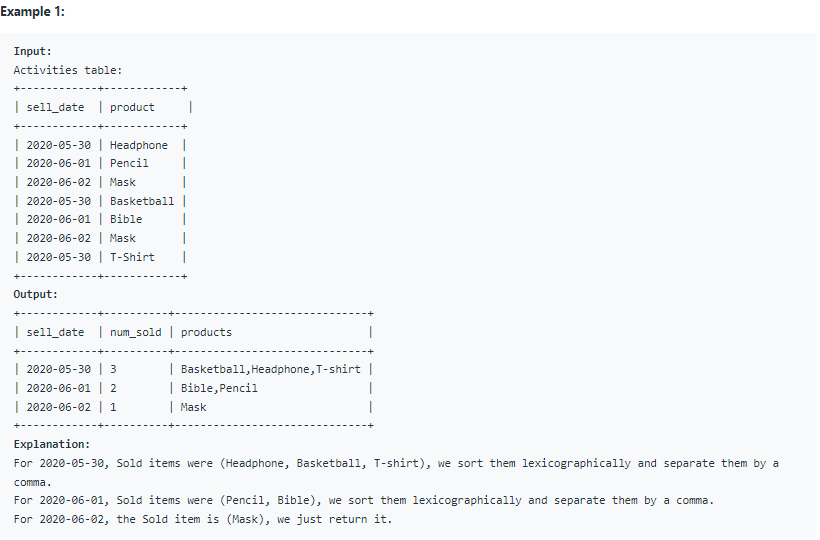 Example 1:
Input:
Activities table:
+------------+------------+
| sell_date  | product     |
+------------+------------+
| 2020-05-30 | Headphone  |
| 2020-06-01 | Pencil     |
| 2020-06-02 | Mask       |
| 2020-05-30 | Basketball |
| 2020-06-01 | Bible      |
| 2020-06-02 | Mask       |
| 2020-05-30 | T-Shirt    |
+------------+------------+
Output:
+------------+----------+------------------------------+
| sell_date  | num_sold | products                     |
+------------+----------+------------------------------+
| 2020-05-30 | 3        | Basketball,Headphone,T-shirt |
| 2020-06-01 | 2        | Bible,Pencil                 |
| 2020-06-02 | 1        | Mask                         |
+------------+----------+------------------------------+
Explanation:
For 2020-05-30, Sold items were (Headphone, Basketball, T-shirt), we sort them lexicographically and separate them by a
comma.
For 2020-06-01, Sold items were (Pencil, Bible), we sort them lexicographically and separate them by a comma.
For 2020-06-02, the Sold item is (Mask), we just return it.